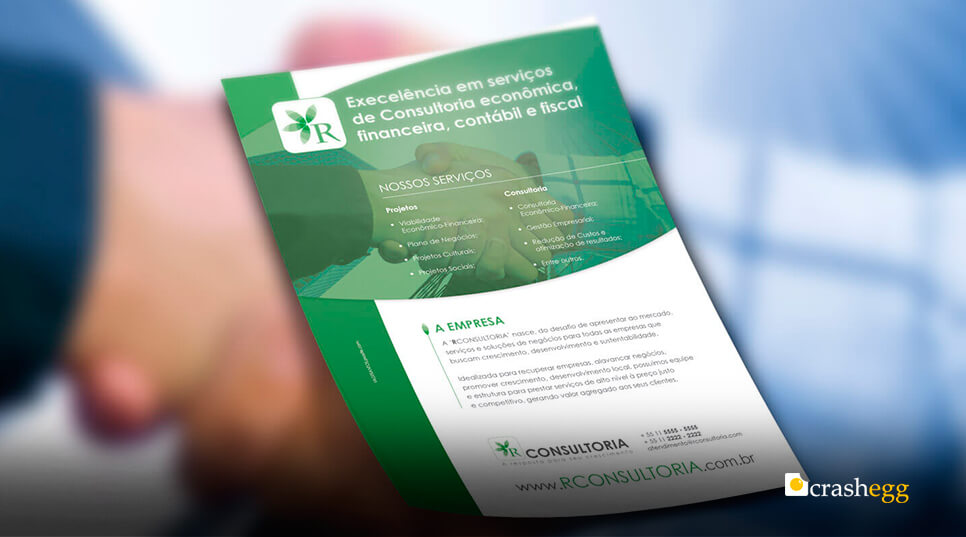 Execelência em serviços
de Consultoria econômica,
financeira, contábil e fiscal
R
NOSSOS SERVIÇOS
Projetos
• Viabilidade
Econômico-Financeira;
• Plano de Negócios;
• Projetos Culturais;
• Projetos Sociais;
Consultoria
• Consultoria
Econômico-Financeira;
• Gestão Empresarial;
• Redução de Custos e
otimização de resultados;
• Entre outros.
A EMPRESA
A "RCONSULTORIA" nasce, do desafio de apresentar ao mercado,
serviços e soluções de negócios para todas as empresas que
buscam crescimento, desenvolvimento e sustentabilidade.
Idealizada para recuperar empresas, alavancar negócios,
promover crescimento, desenvolvimento local, possuimos equipe
e estrutura para prestar serviços de alto nível à preço justo
e competitivo, gerando valor agregado aos seus clientes.
R CONSULTORIA
A resposta para seu crescimento
+ 55 11 5555 - 5555
+ 55 11 2222 - 2222
atendimento@rconsultoria.com
www.RCONSULTORIA.com.br
crashegg